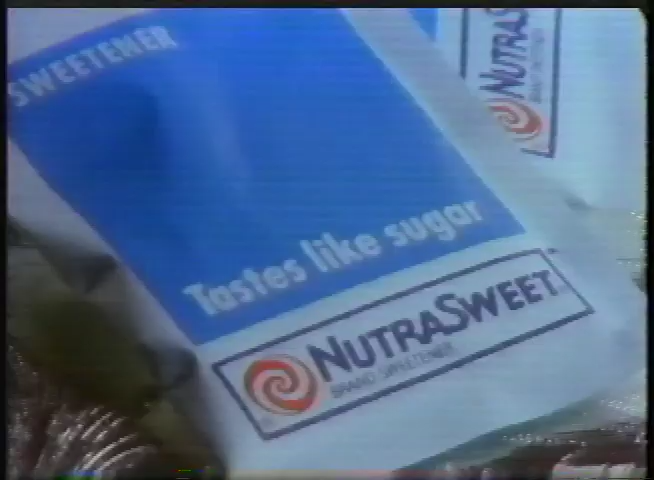 SWEETENER
Tastes like sugar
NUTRASWEET
BRAND SWEETENER
NUTRAS